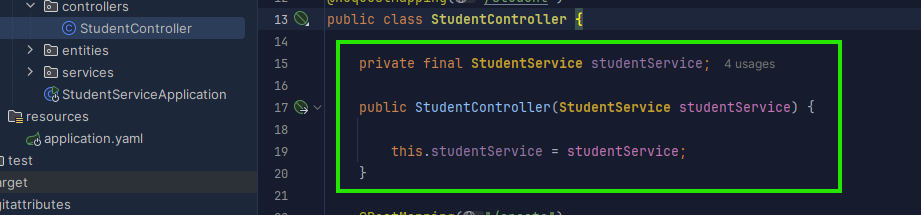 controllers
StudentController
entities
services
StudentServiceApplication
resources
application.yaml
test
arget
gitattributes
13 public class StudentController {
14
15 private final StudentService studentService; 4 usages
16
17 public StudentController(StudentService studentService) {
18
19 this.studentService = studentService;
20 }
21